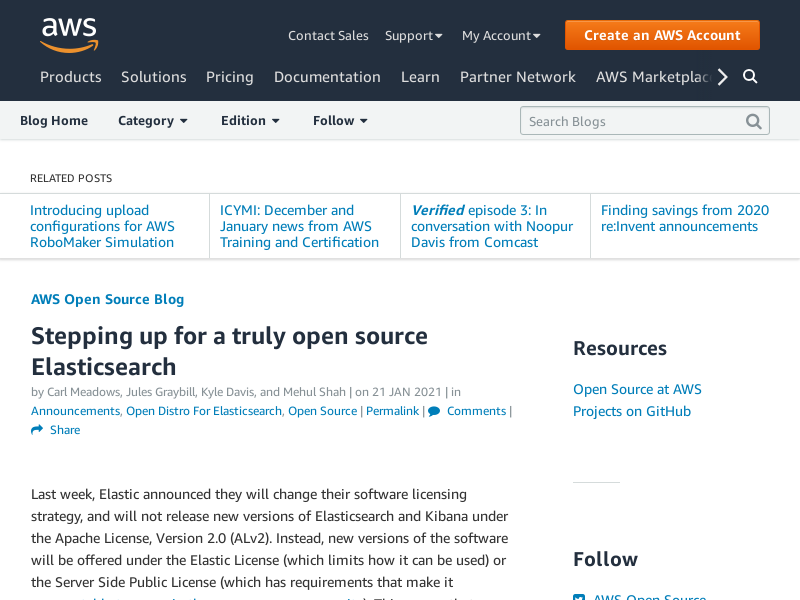 aws
Contact Sales Support My Account Create an AWS Account
Products Solutions Pricing Documentation Learn Partner Network AWS
Blog Home Category Edition Follow Search Blogs
RELATED POSTS
Introducing upload
configurations for AWS
RoboMaker Simulation
ICYMI: December and
January news from AWS
Training and Certification
Verified episode 3: In
conversation with Noopur
Davis from Comcast
Finding savings from 2020
re:Invent announcements
AWS Open Source Blog
Stepping up for a truly open source
Elasticsearch
by Carl Meadows, Jules Graybill, Kyle Davis, and Mehul Shah | on 21 JAN 2021 | in
Announcements, Open Distro For Elasticsearch, Open Source | Permalink | Comments |
Share
Last week, Elastic announced they will change their software licensing
strategy, and will not release new versions of Elasticsearch and Kibana under
the Apache License, Version 2.0 (ALv2). Instead, new versions of the software
will be offered under the Elastic License (which limits how it can be used) or
the Server Side Public License (which has requirements that make it
Resources
Open Source at AWS
Projects on GitHub
Follow
AWS Open Source